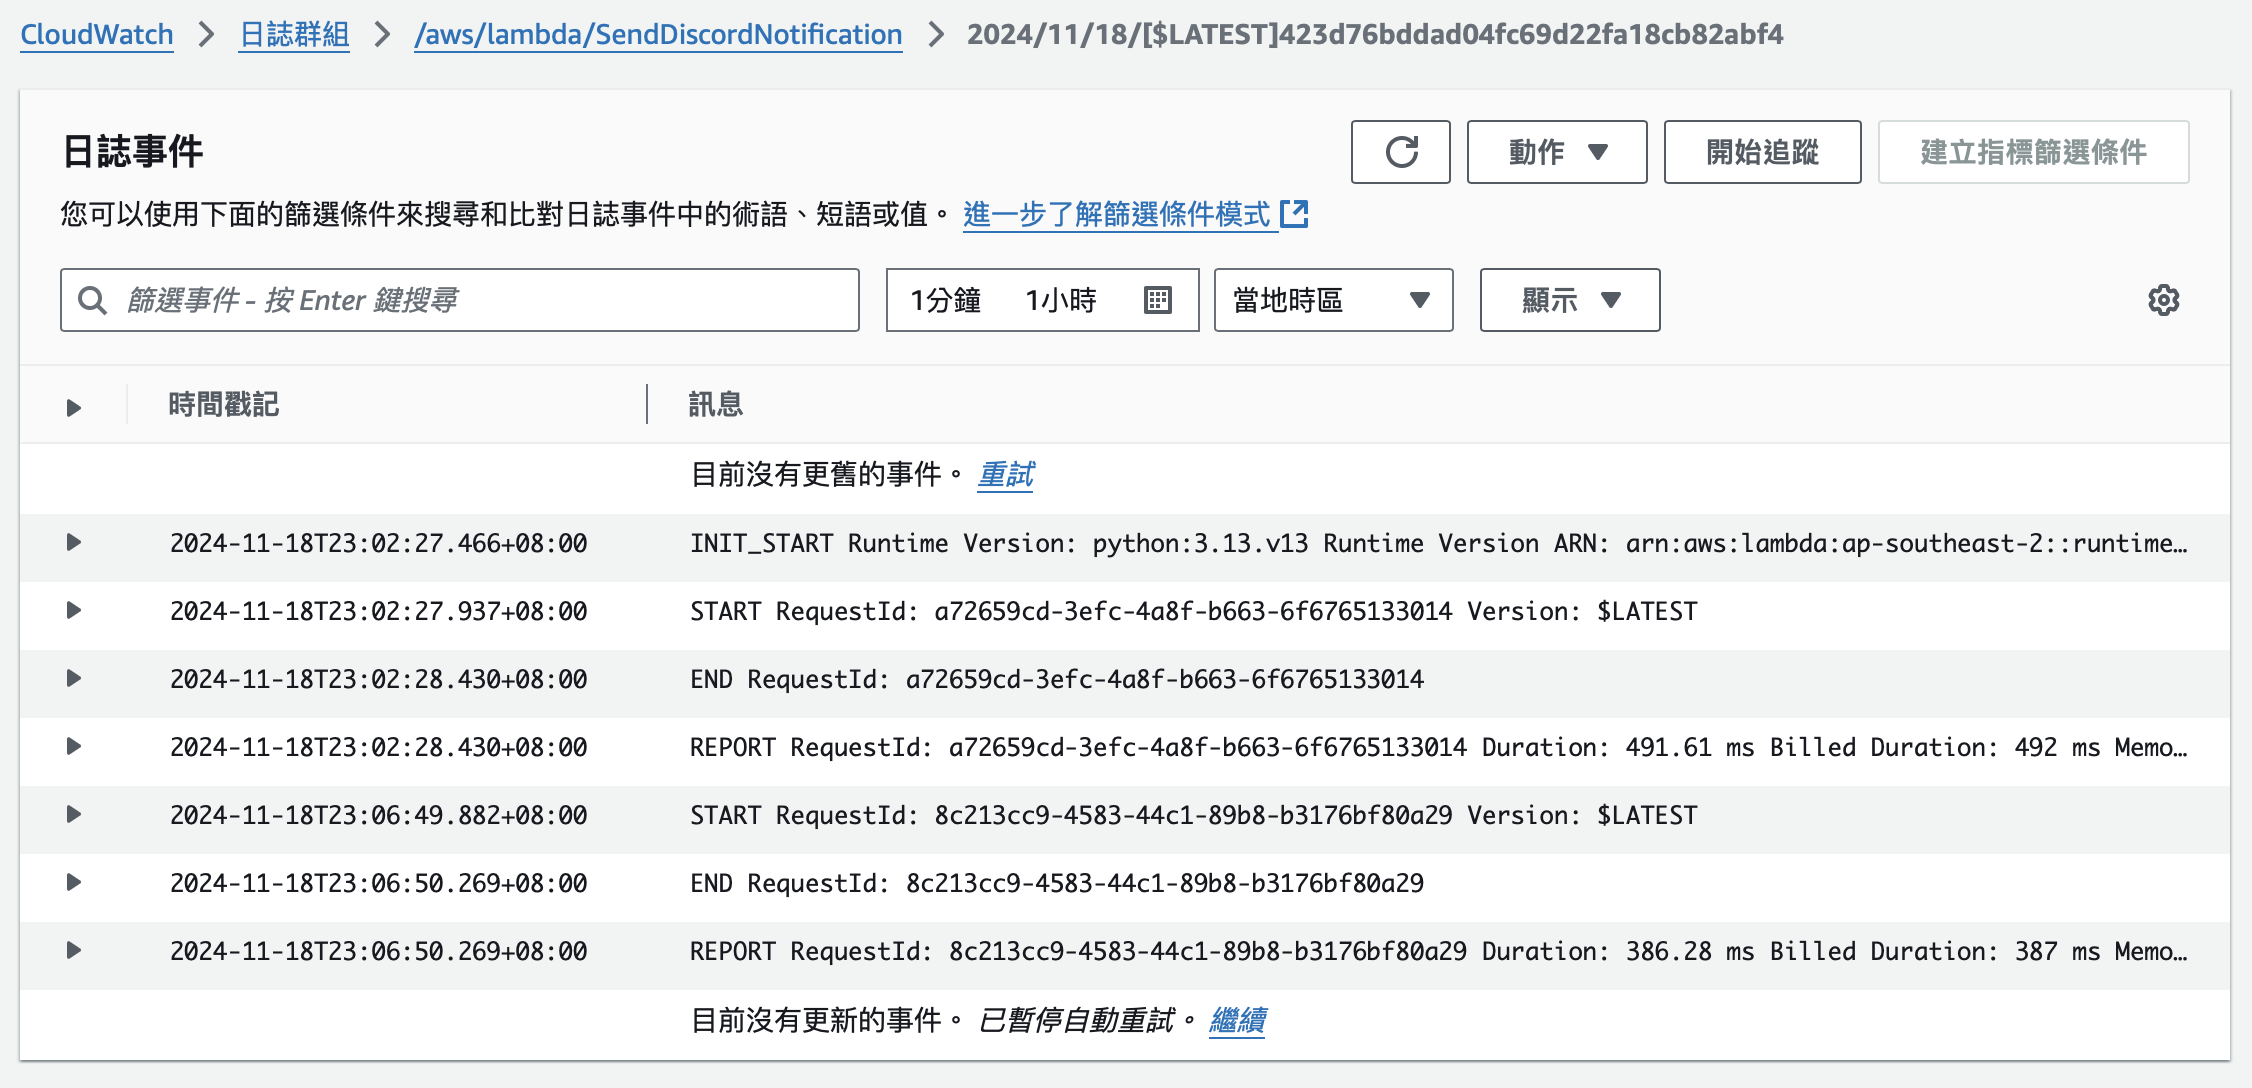 CloudWatch > 日誌群組 > /aws/lambda/SendDiscordNotification > 2024/11/18/[$LATEST]423d76bddad04fc69d22fa18cb82abf4
日誌事件
動作 開始追蹤 建立指標篩選條件
您可以使用下面的篩選條件來搜尋和比對日誌事件中的術語、短語或值。 進一步了解篩選條件模式
篩選事件 - 按 Enter 鍵搜尋 1分鐘 1小時 當地時區 顯示
時間戳記 訊息
目前沒有更舊的事件。 重試
2024-11-18T23:02:27.466+08:00 INIT_START Runtime Version: python:3.13.v13 Runtime Version ARN: arn:aws:lambda:ap-southeast-2::runtime…
2024-11-18T23:02:27.937+08:00 START RequestId: a72659cd-3efc-4a8f-b663-6f6765133014 Version: $LATEST
2024-11-18T23:02:28.430+08:00 END RequestId: a72659cd-3efc-4a8f-b663-6f6765133014
2024-11-18T23:02:28.430+08:00 REPORT RequestId: a72659cd-3efc-4a8f-b663-6f6765133014 Duration: 491.61 ms Billed Duration: 492 ms Memo…
2024-11-18T23:06:49.882+08:00 START RequestId: 8c213cc9-4583-44c1-89b8-b3176bf80a29 Version: $LATEST
2024-11-18T23:06:50.269+08:00 END RequestId: 8c213cc9-4583-44c1-89b8-b3176bf80a29
2024-11-18T23:06:50.269+08:00 REPORT RequestId: 8c213cc9-4583-44c1-89b8-b3176bf80a29 Duration: 386.28 ms Billed Duration: 387 ms Memo…
目前沒有更新的事件。 已暫停自動重試。 繼續